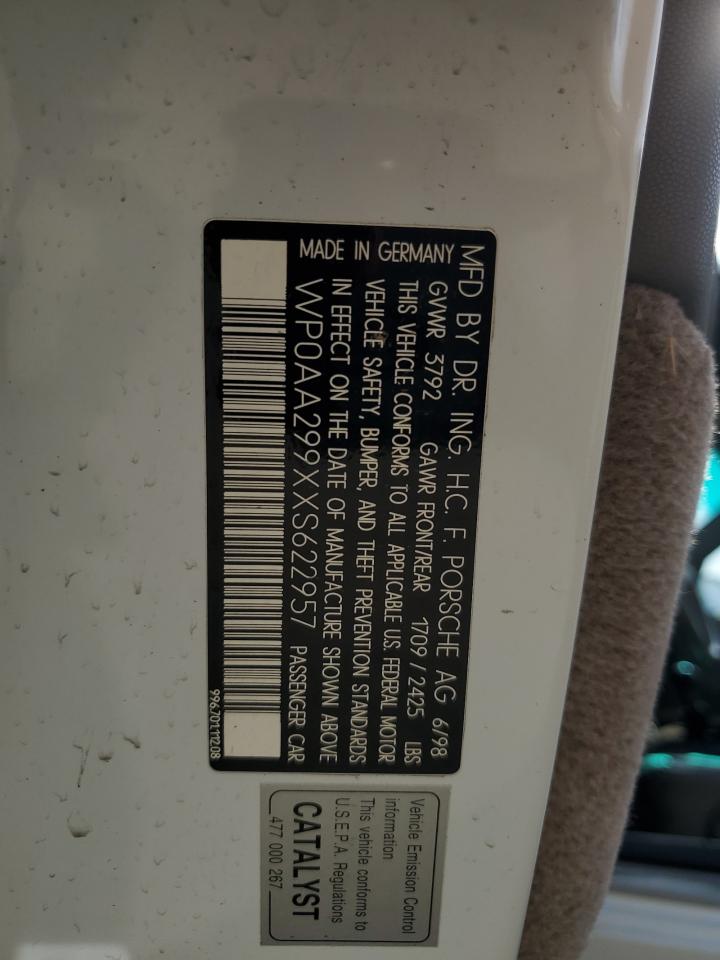 MFD BY DR. ING. H.C. F. PORSCHE AG 6/98
GVWR 3792 GAWR FRONT/REAR 1709/2425 LBS
THIS VEHICLE CONFORMS TO ALL APPLICABLE U.S. FEDERAL MOTOR
VEHICLE SAFETY, BUMPER, AND THEFT PREVENTION STANDARDS
IN EFFECT ON THE DATE OF MANUFACTURE SHOWN ABOVE
MADE IN GERMANY
WP0AA299XXS622957 PASSENGER CAR
996.701.112.08
Vehicle Emission Control
information
This vehicle conforms to
U.S.E.P.A. Regulations
CATALYST
477 000 267